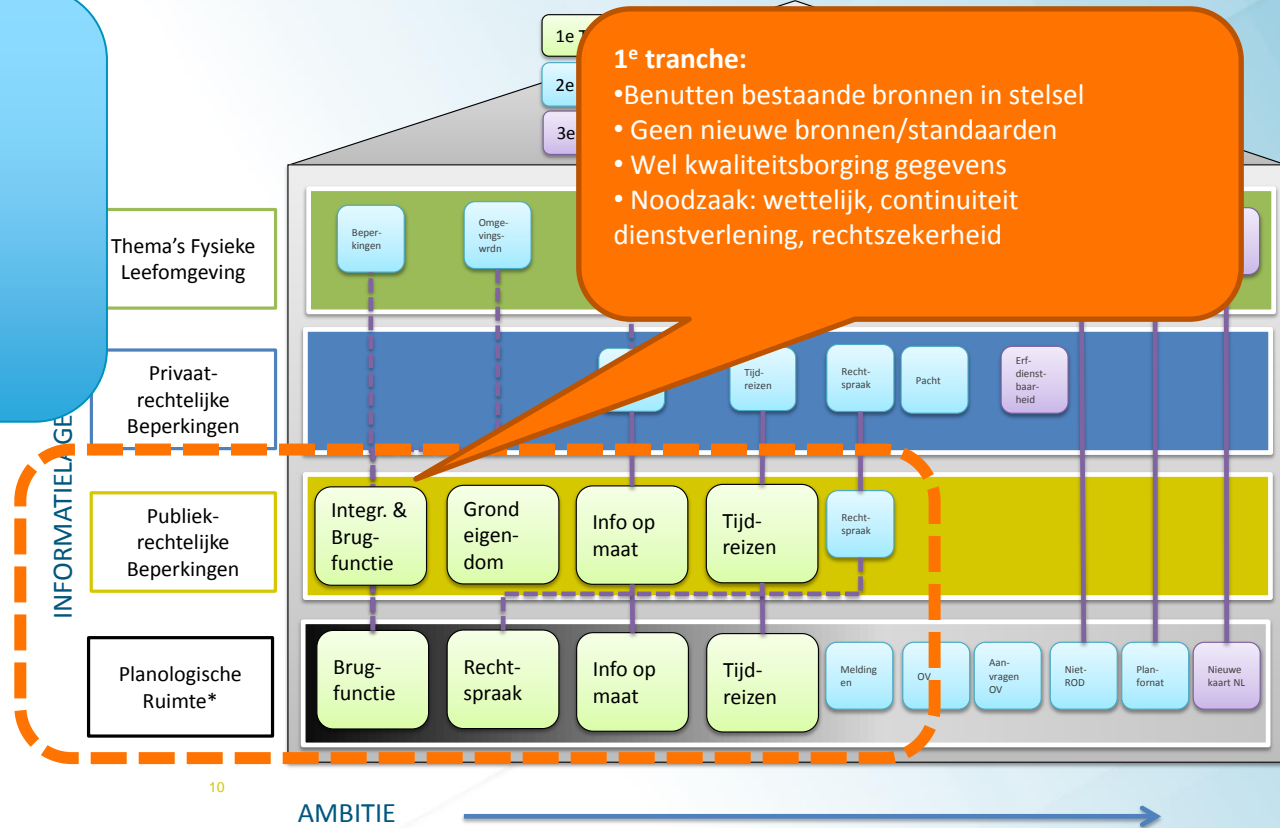 1e
2e
3e
1e tranche:
•Benutten bestaande bronnen in stelsel
• Geen nieuwe bronnen/standaarden
• Wel kwaliteitsborging gegevens
• Noodzaak: wettelijk, continuiteit
dienstverlening, rechtszekerheid
Thema's Fysieke
Leefomgeving
Beper-
kingen
Omge-
vings-
wrdn
Privaat-
rechtelijke
Beperkingen
Tijd-
reizen
Recht-
spraak
Pacht
Erf-
dienst-
baar-
heid
INFORMATIELAGE
Publiek-
rechtelijke
Beperkingen
Integr. &
Brug-
functie
Grond
eigen-
dom
Info op
maat
Tijd-
reizen
Recht-
spraak
Planologische
Ruimte*
Brug-
functie
Recht-
spraak
Info op
maat
Tijd-
reizen
Melding
en
OV
Aan-
vragen
OV
Niet-
ROD
Plan-
fornat
Nieuwe
kaart NL
10
AMBITIE